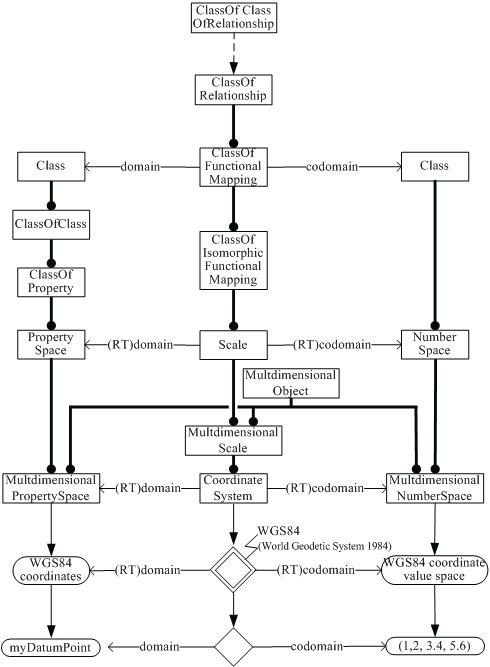 ClassOf Class
OfRelationship
ClassOf
Relationship
Class
domain
ClassOf
Functional
Mapping
codomain
Class
ClassOfClass
ClassOf
Isomorphic
Functional
Mapping
ClassOf
Property
Property
Space
(RT)domain
Scale
(RT)codomain
Number
Space
Multdimensional
Object
Multdimensional
Scale
Multdimensional
PropertySpace
(RT)domain
Coordinate
System
(RT)codomain
Multdimensional
NumberSpace
WGS84
(World Geodetic System 1984)
WGS84
coordinates
(RT)domain
(RT)codomain
WGS84 coordinate
value space
myDatumPoint
domain
codomain
(1,2, 3.4, 5.6)